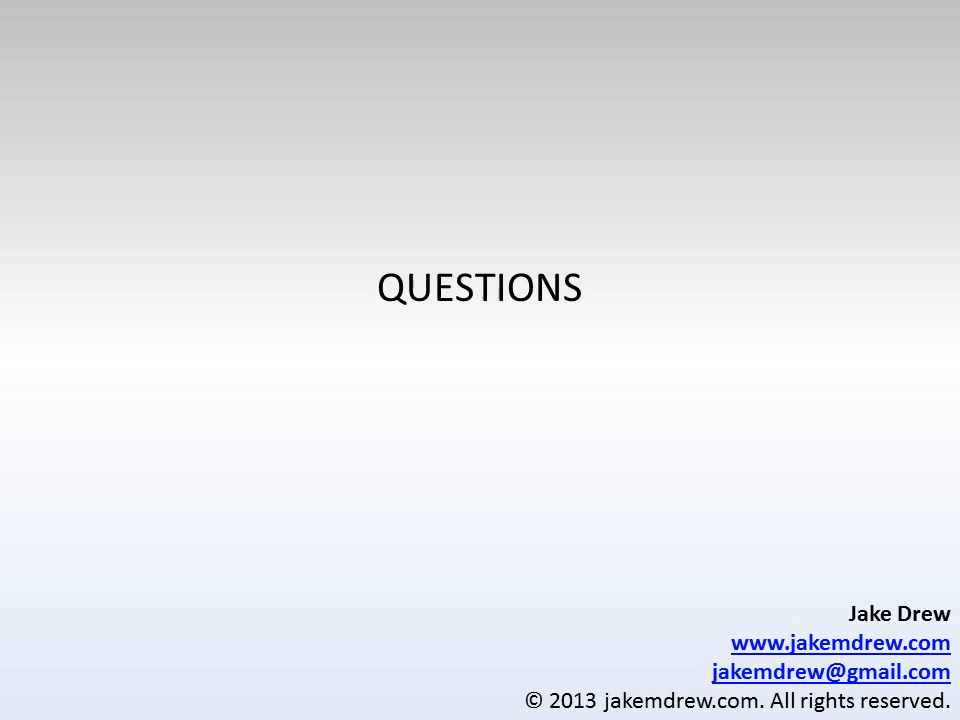 QUESTIONS
Jake Drew
www.jakemdrew.com
jakemdrew@gmail.com
© 2013 jakemdrew.com. All rights reserved.